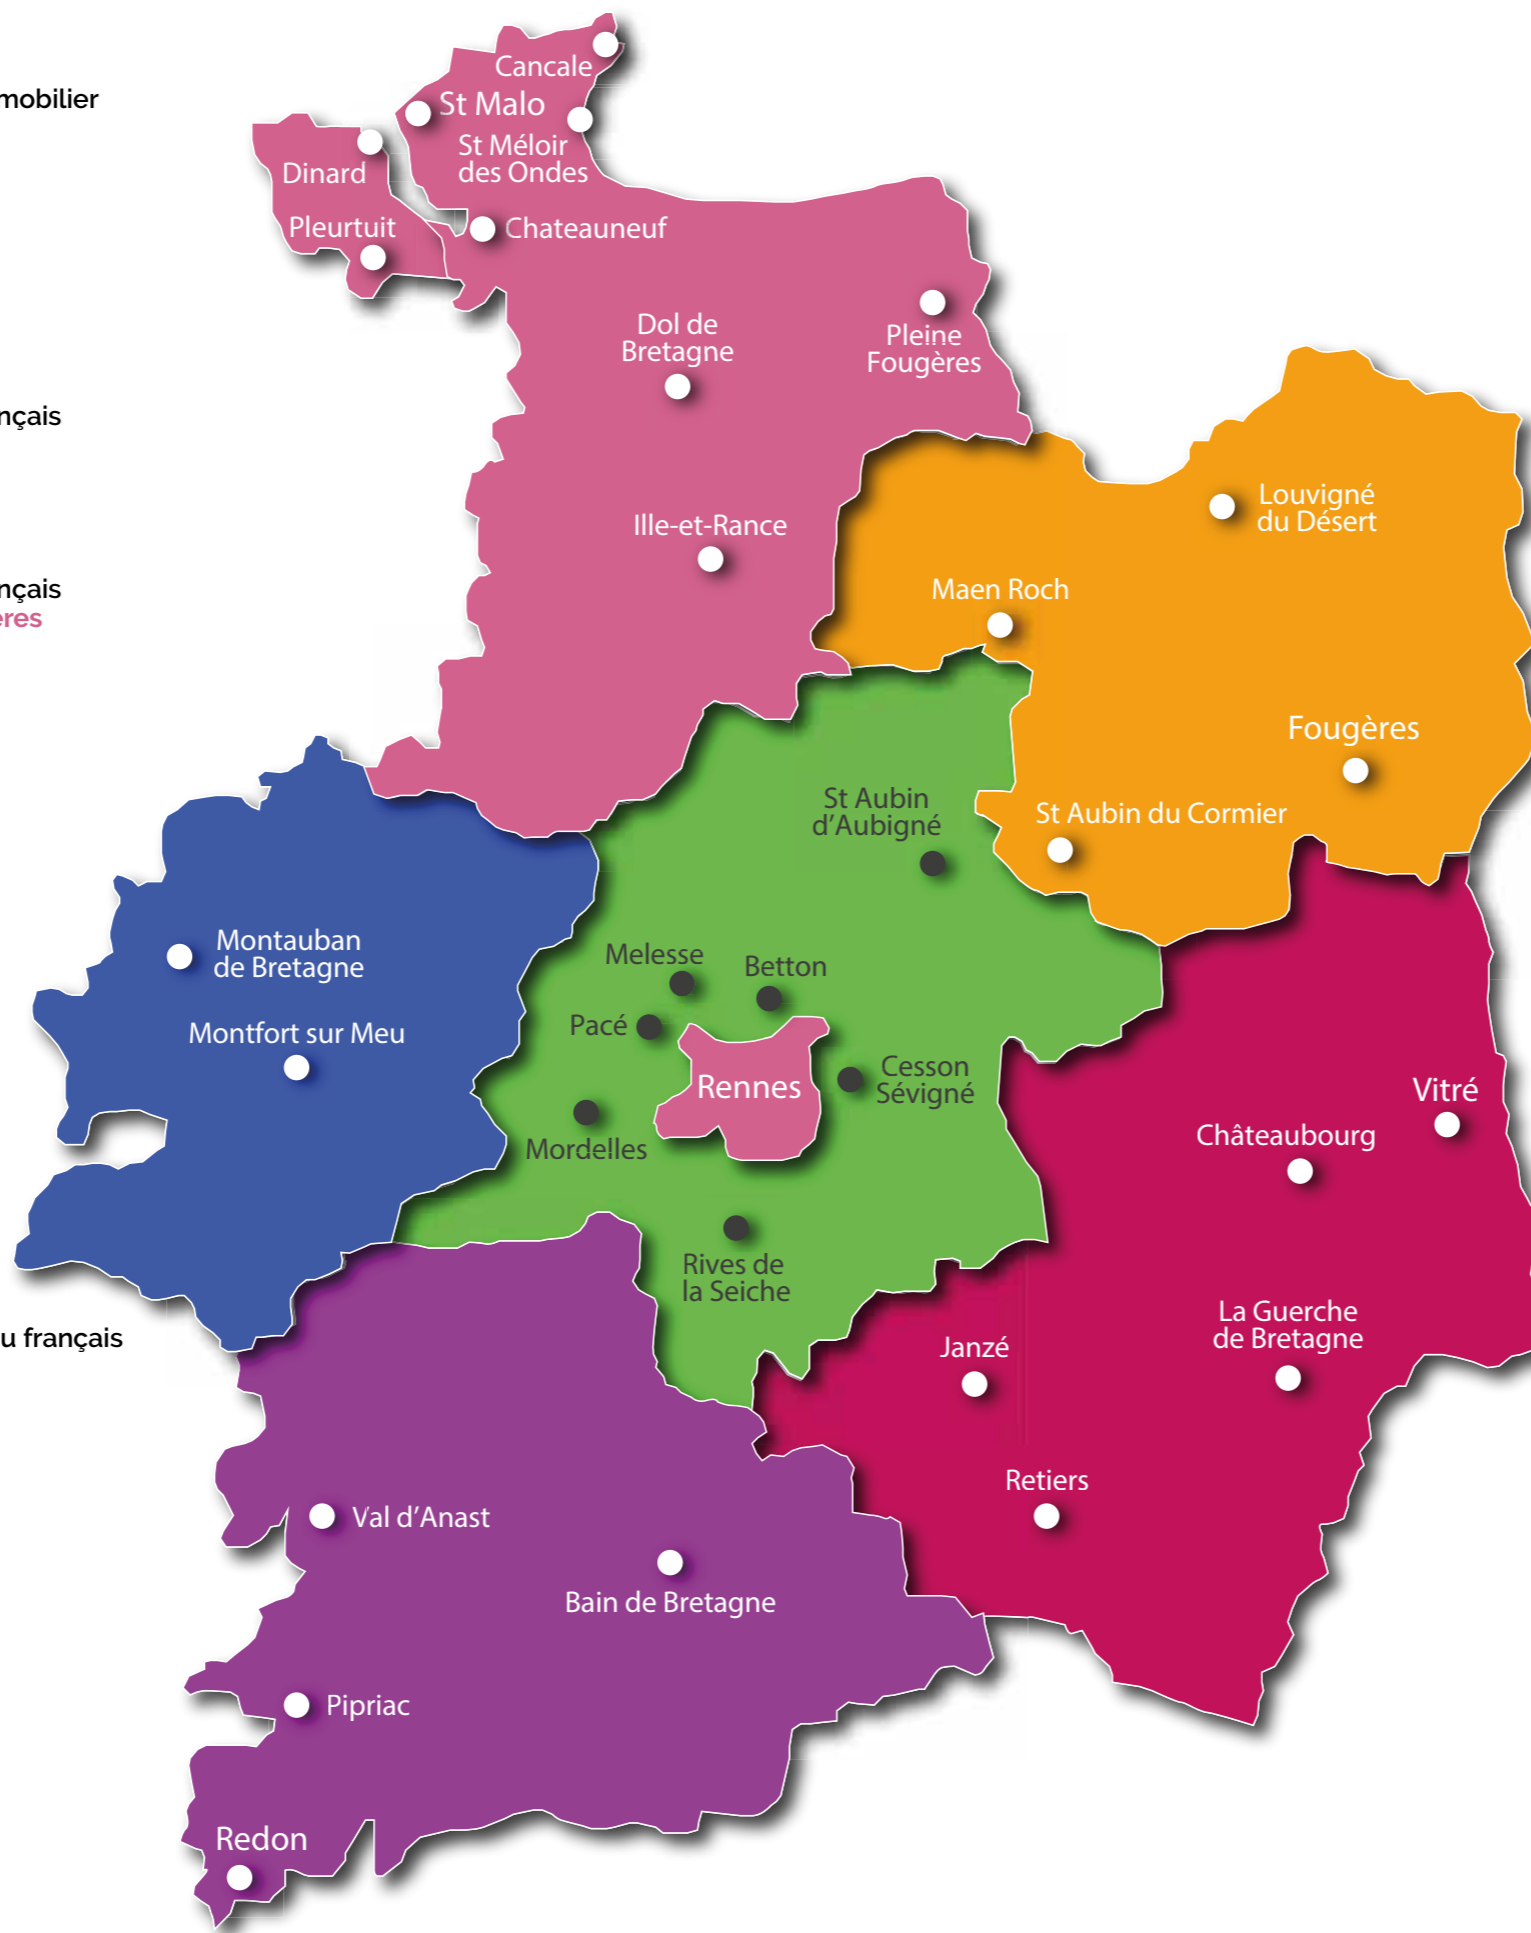 mobilier
nçais
nçais
ères
u français
Cancale
St Malo
St Méloir
des Ondes
Dinard
Pleurtuit
Chateauneuf
Dol de
Bretagne
Pleine
Fougères
Ille-et-Rance
Louvigné
du Désert
Maen Roch
Fougères
St Aubin du Cormier
St Aubin
d'Aubigné
Melesse
Betton
Pacé
Rennes
Cesson
Sévigné
Mordelles
Rives de
la Seiche
Montauban
de Bretagne
Montfort sur Meu
Vitré
Châteaubourg
La Guerche
de Bretagne
Janzé
Retiers
Val d'Anast
Bain de Bretagne
Pipriac
Redon